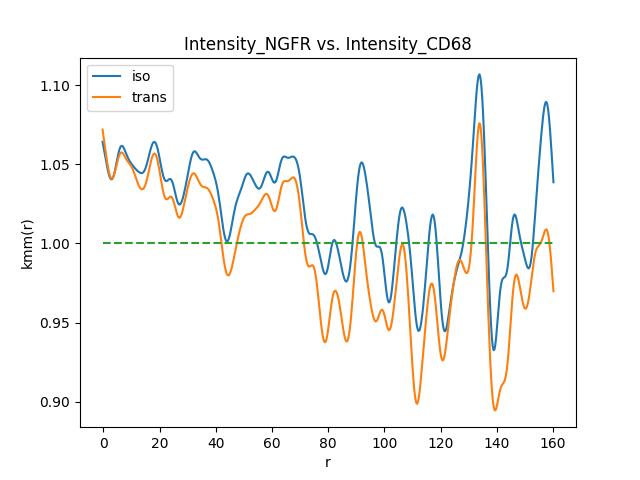 Intensity_NGFR vs. Intensity_CD68
iso
trans
1.10
1.05
1.00
0.95
0.90
kmm(r)
0 20 40 60 80 100 120 140 160
r